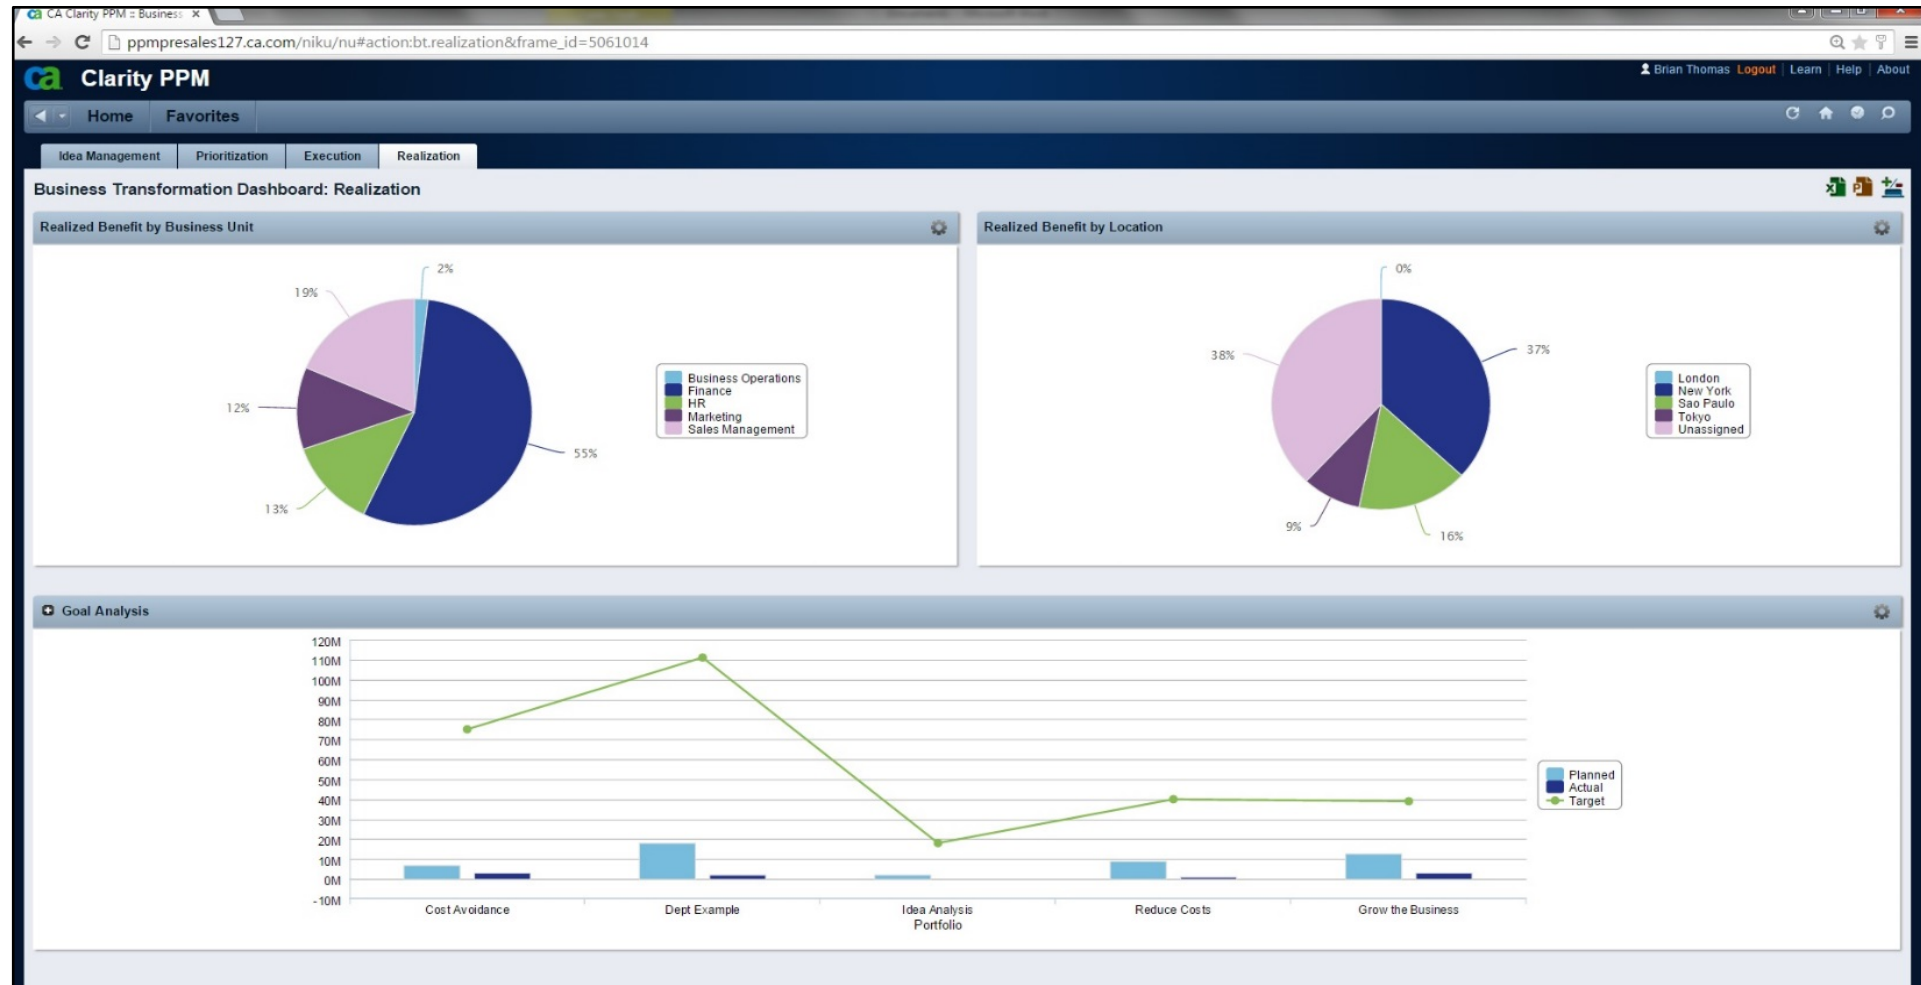 CA Clarity PPM :: Business
ppmpresales127.ca.com/niku/nu#action:bt.realization&frame_id=5061014
ca Clarity PPM
Brian Thomas Logout | Learn | Help | About
Home Favorites
Idea Management Prioritization Execution Realization
Business Transformation Dashboard: Realization
Realized Benefit by Business Unit
2%
19%
12%
55%
13%
Business Operations
Finance
HR
Marketing
Sales Management
Realized Benefit by Location
0%
37%
38%
9%
16%
London
New York
Sao Paulo
Tokyo
Unassigned
Goal Analysis
120M
110M
100M
90M
80M
70M
60M
50M
40M
30M
20M
10M
0M
-10M
Cost Avoidance Dept Example Idea Analysis Reduce Costs Grow the Business
Portfolio
Planned
Actual
Target